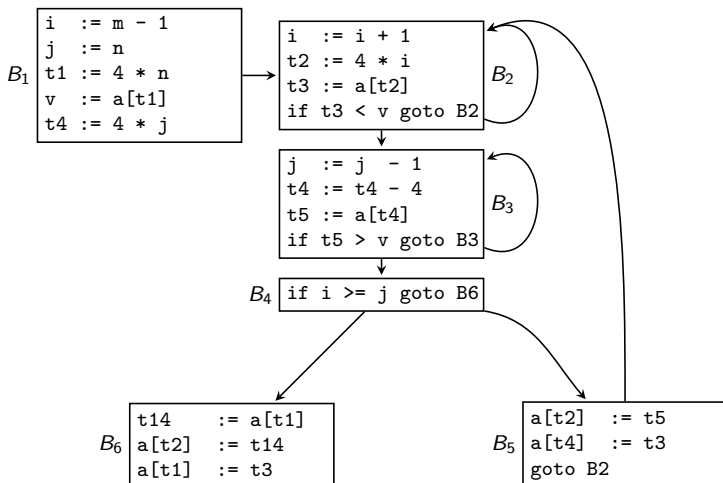 B1
i  := m - 1
j  := n
t1 := 4 * n
v  := a[t1]
t4 := 4 * j
B2
i  := i + 1
t2 := 4 * i
t3 := a[t2]
if t3 < v goto B2
B3
j  := j  - 1
t4 := t4 - 4
t5 := a[t4]
if t5 > v goto B3
B4
if i >= j goto B6
B6
t14    := a[t1]
a[t2]  := t14
a[t1]  := t3
B5
a[t2]  := t5
a[t4]  := t3
goto B2